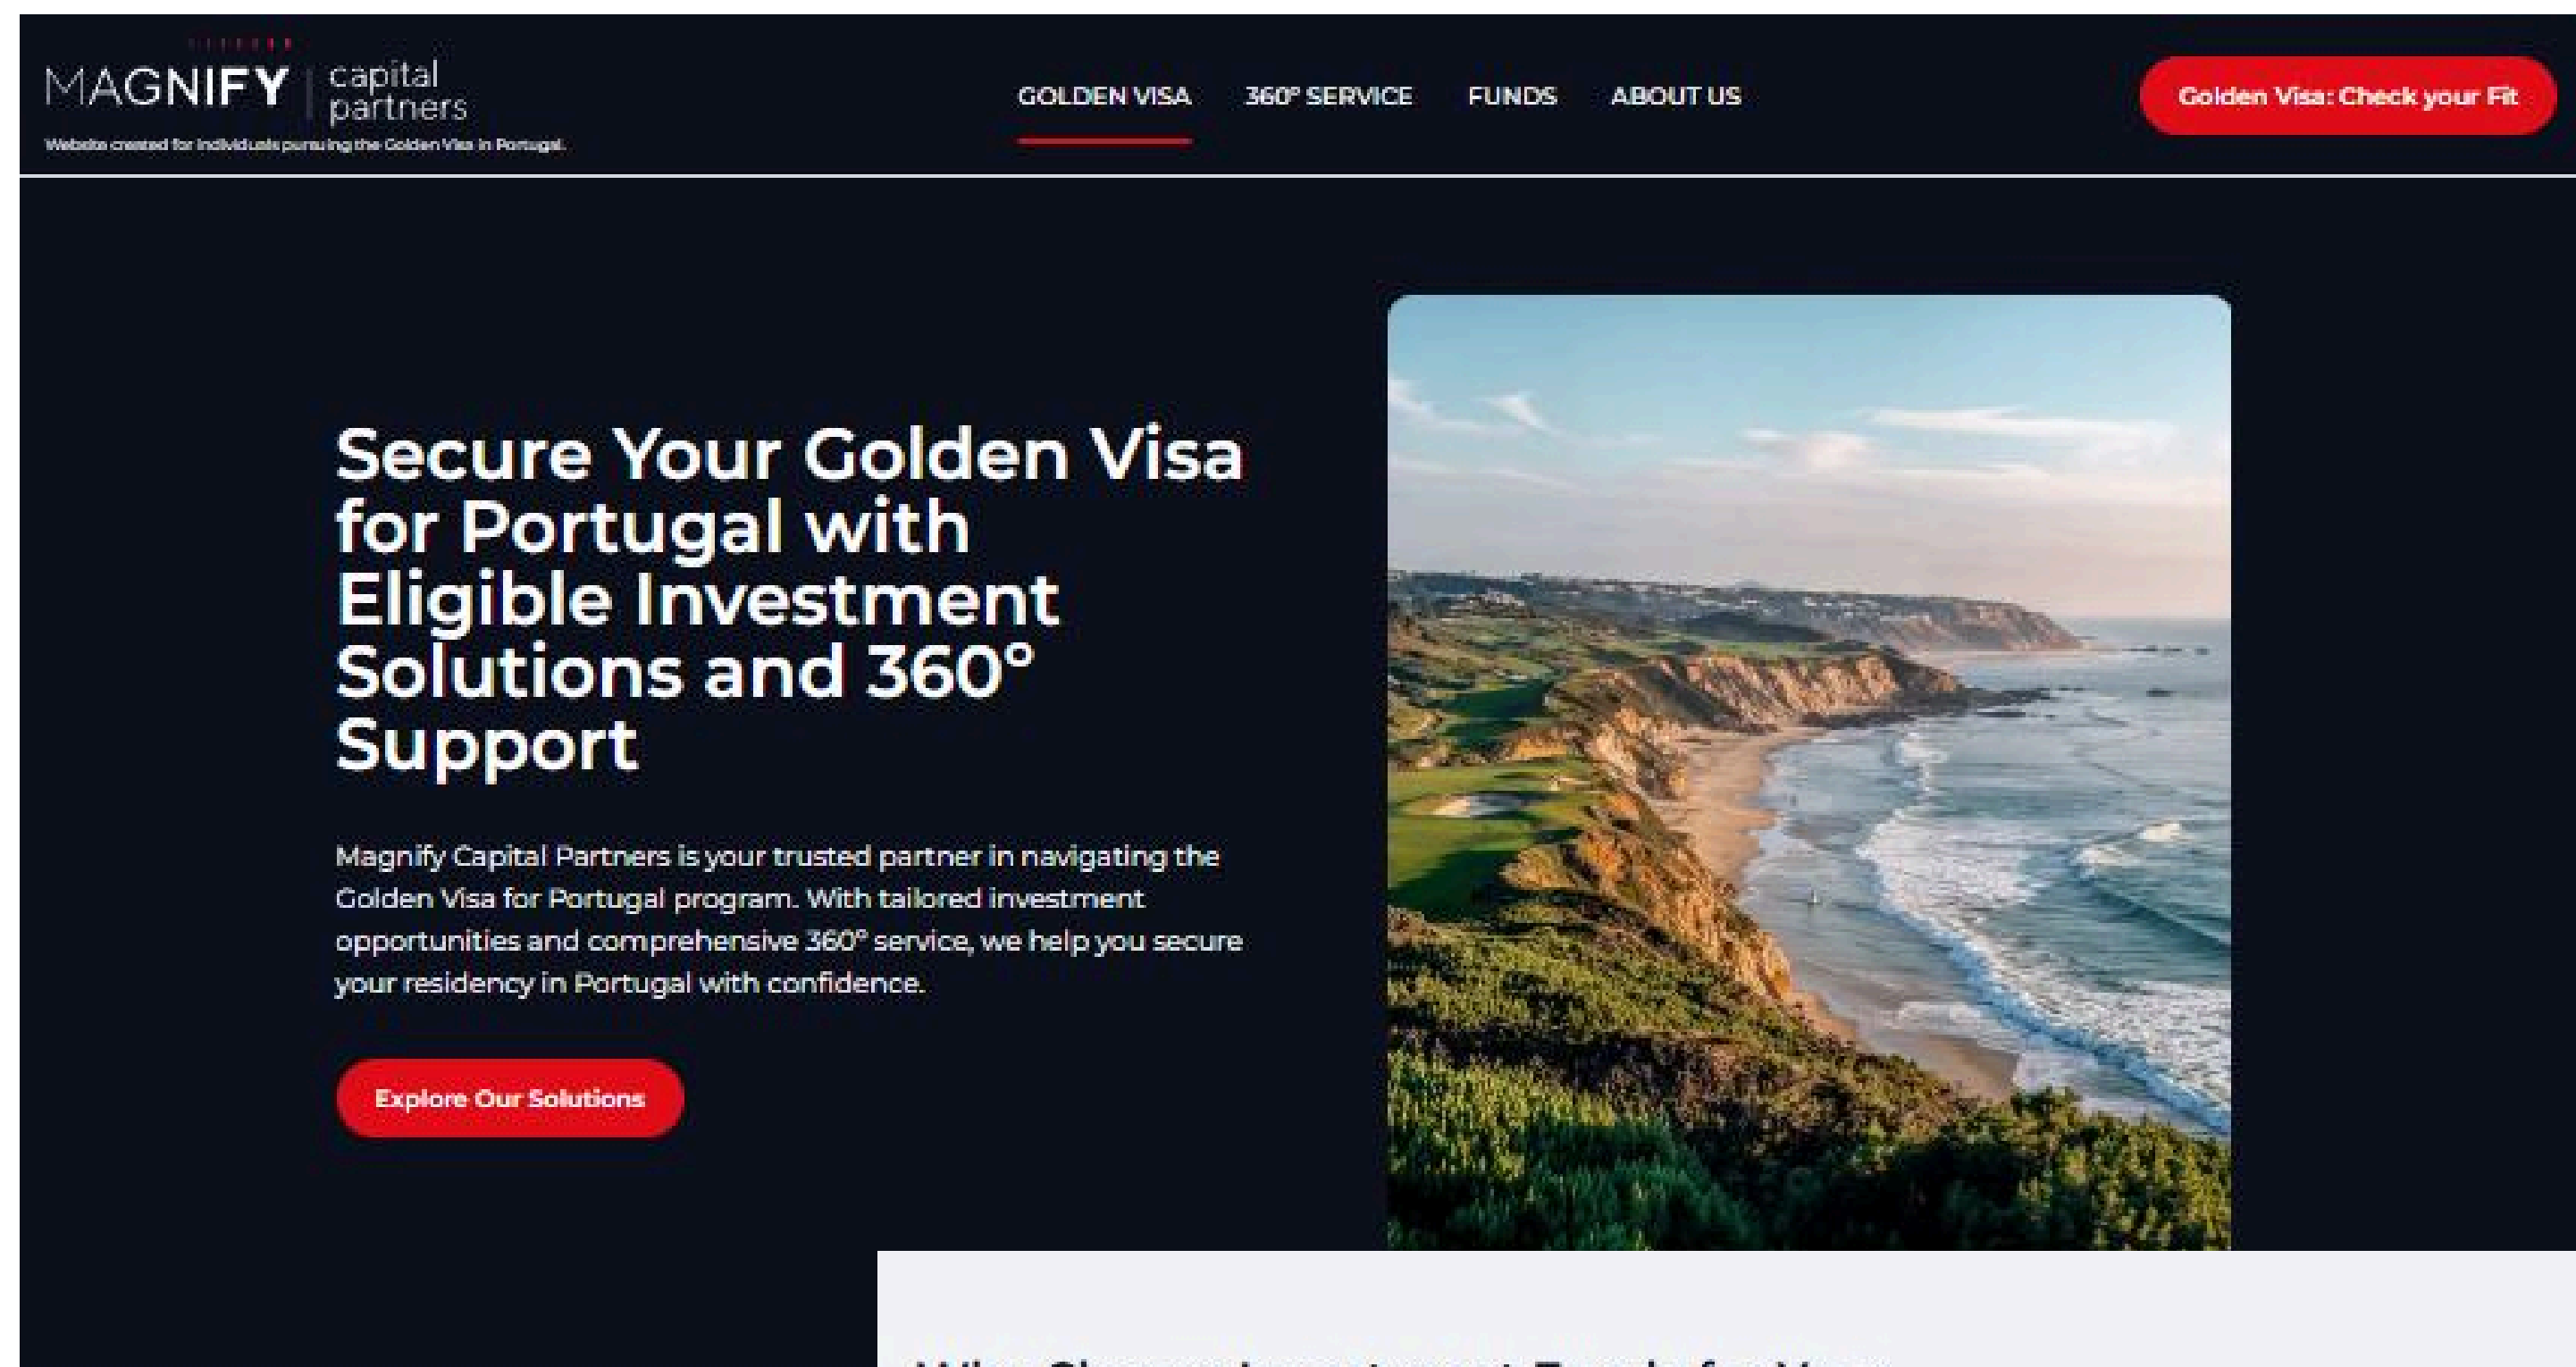 MAGNIFY | capital
partners
Website created for individuals pursuing the Golden Visa in Portugal.
GOLDEN VISA
360º SERVICE
FUNDS
ABOUT US
Golden Visa: Check your Fit
Secure Your Golden Visa
for Portugal with
Eligible Investment
Solutions and 360º
Support
Magnify Capital Partners is your trusted partner in navigating the
Golden Visa for Portugal program. With tailored investment
opportunities and comprehensive 360º service, we help you secure
your residency in Portugal with confidence.
Explore Our Solutions